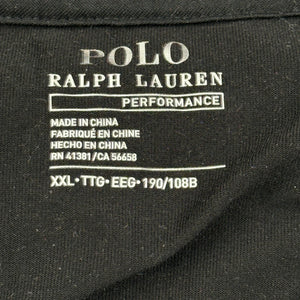 POLO
RALPH LAUREN
PERFORMANCE
MADE IN CHINA
FABRIQUÉ EN CHINE
HECHO EN CHINA
RN 41381/CA 56658
XXL•TTG•EEG•190/108B